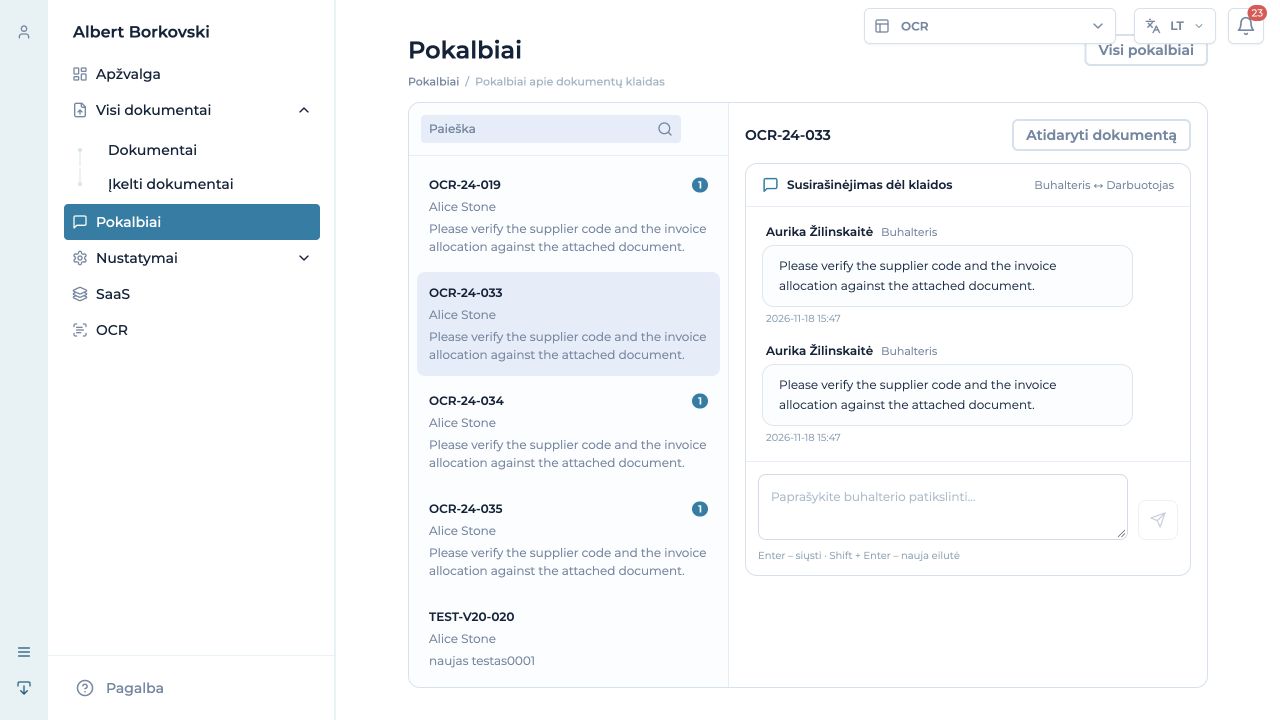 Albert Borkovski
Apžvalga
Visi dokumentai
Dokumentai
Įkelti dokumentai
Pokalbiai
Nustatymai
SaaS
OCR
Pagalba
OCR
LT
23
Pokalbiai
Visi pokalbiai
Pokalbiai / Pokalbiai apie dokumentų klaidas
Paieška
OCR-24-019
1
Alice Stone
Please verify the supplier code and the invoice
allocation against the attached document.
OCR-24-033
Alice Stone
Please verify the supplier code and the invoice
allocation against the attached document.
OCR-24-034
1
Alice Stone
Please verify the supplier code and the invoice
allocation against the attached document.
OCR-24-035
1
Alice Stone
Please verify the supplier code and the invoice
allocation against the attached document.
TEST-V20-020
Alice Stone
naujas testas0001
OCR-24-033
Atidaryti dokumentą
Susirašinėjimas dėl klaidos
Buhalteris ↔ Darbuotojas
Aurika Žilinskaitė Buhalteris
Please verify the supplier code and the invoice
allocation against the attached document.
2026-11-18 15:47
Aurika Žilinskaitė Buhalteris
Please verify the supplier code and the invoice
allocation against the attached document.
2026-11-18 15:47
Paprašykite buhalterio patikslinti...
Enter – siųsti · Shift + Enter – nauja eilutė